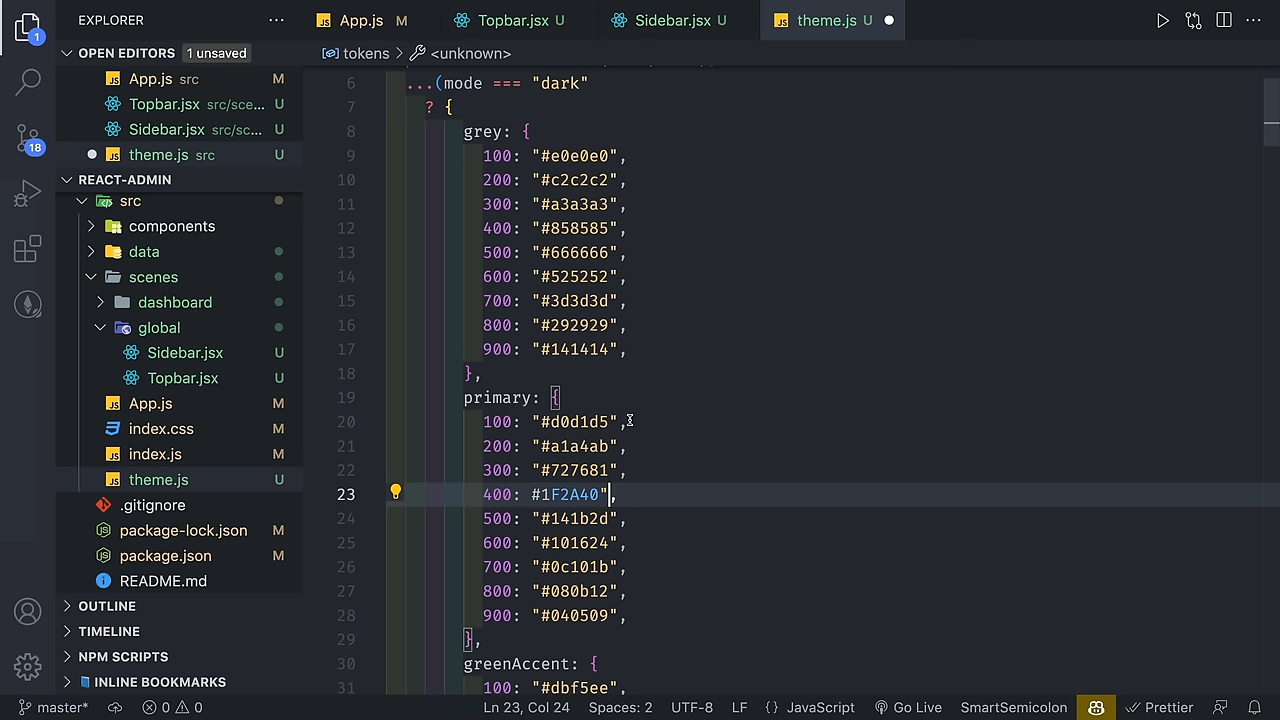 EXPLORER
OPEN EDITORS 1 unsaved
App.js src M
Topbar.jsx src/sce... U
Sidebar.jsx src/sc... U
theme.js src U
REACT-ADMIN
src
components
data
scenes
dashboard
global
Sidebar.jsx U
Topbar.jsx U
App.js M
index.css M
index.js M
theme.js U
.gitignore
package-lock.json M
package.json M
README.md
OUTLINE
TIMELINE
NPM SCRIPTS
INLINE BOOKMARKS
1
18
App.js M
Topbar.jsx U
Sidebar.jsx U
theme.js U
tokens > <unknown>
6 ...(mode === "dark"
7 ? {
8 grey: {
9 100: "#e0e0e0",
10 200: "#c2c2c2",
11 300: "#a3a3a3",
12 400: "#858585",
13 500: "#666666",
14 600: "#525252",
15 700: "#3d3d3d",
16 800: "#292929",
17 900: "#141414",
18 },
19 primary: {
20 100: "#d0d1d5",
21 200: "#a1a4ab",
22 300: "#727681",
23 400: #1F2A40",
24 500: "#141b2d",
25 600: "#101624",
26 700: "#0c101b",
27 800: "#080b12",
28 900: "#040509",
29 },
30 greenAccent: {
31 100: "#dbf5ee",
master* 0 0 Ln 23, Col 24 Spaces: 2 UTF-8 LF {} JavaScript Go Live SmartSemicolon Prettier